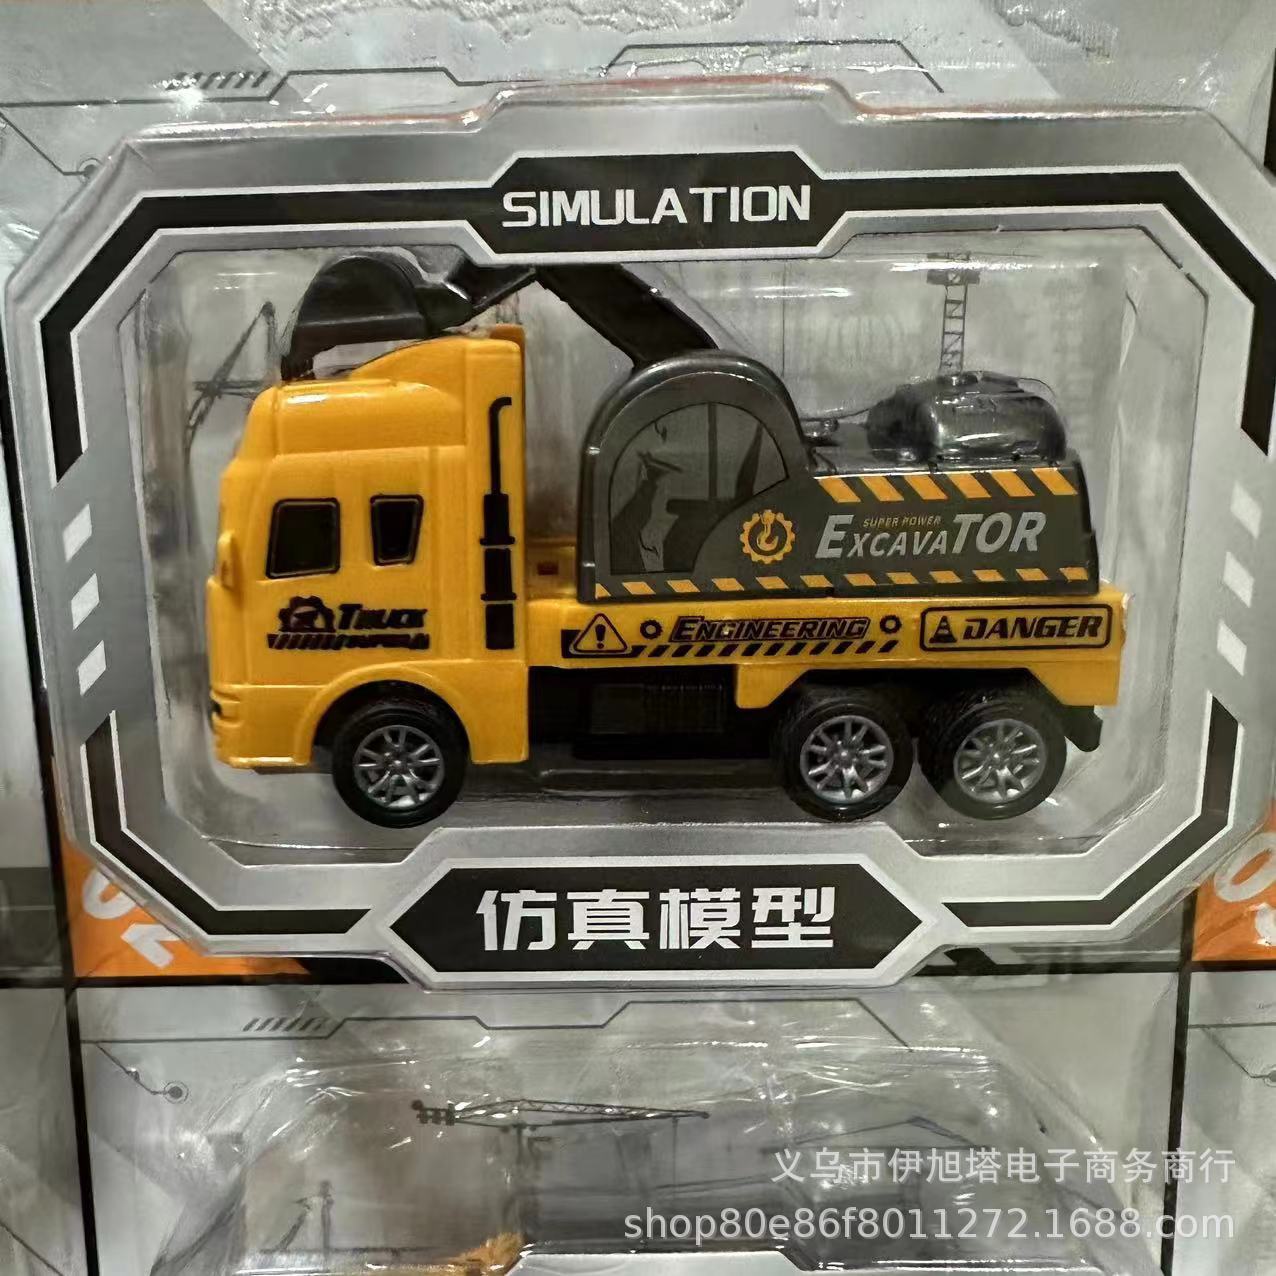 SIMULATION
SUPER POWER
EXCAVATOR
TRUCK
ENGINEERING
DANGER
仿真模型
义乌市伊旭塔电子商务商行
shop80e86f8011272.1688.com